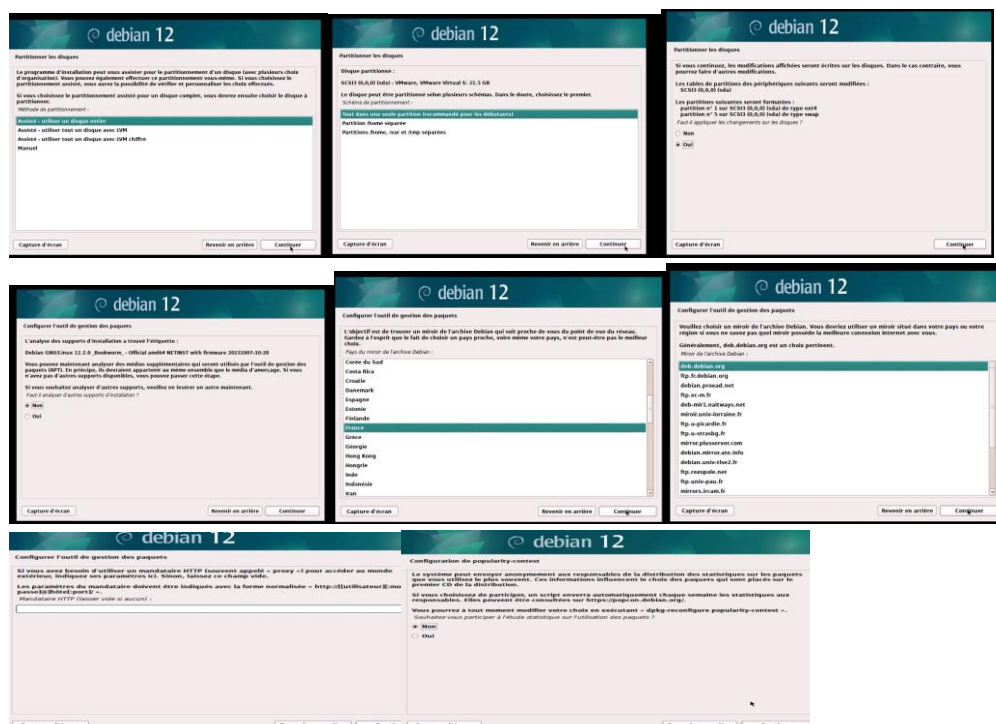 debian 12
Partitionner les disques
Le programme d'installation peut vous assister pour le partitionnement d'un disque (avec plusieurs choix
d'organisation). Vous pouvez également effectuer ce partitionnement vous-même. Si vous choisissez le
partitionnement assisté, vous aurez la possibilité de vérifier et personnaliser les choix effectués.
Si vous choisissez le partitionnement assisté pour un disque complet, vous devrez ensuite choisir le disque à
partitionner.
Méthode de partitionnement :
Assisté - utiliser un disque entier
Assisté - utiliser tout un disque avec LVM
Assisté - utiliser tout un disque avec LVM chiffré
Manuel
Capture d'écran
Revenir en arrière
Continuer
debian 12
Partitionner les disques
Disque partitionné :
SCSI3 (0,0,0) (sda) - VMware, VMware Virtual S: 21.5 GB
Le disque peut être partitionné selon plusieurs schémas. Dans le doute, choisissez le premier.
Schéma de partitionnement :
Tout dans une seule partition (recommandé pour les débutants)
Partition /home séparée
Partitions /home, /var et /tmp séparées
Capture d'écran
Revenir en arrière
Continuer
debian 12
Partitionner les disques
Si vous continuez, les modifications affichées seront écrites sur les disques. Dans le cas contraire, vous
pourrez faire d'autres modifications.
Les tables de partitions des périphériques suivants seront modifiées :
SCSI3 (0,0,0) (sda)
Les partitions suivantes seront formatées :
partition n° 1 sur SCSI3 (0,0,0) (sda) de type ext4
partition n° 5 sur SCSI3 (0,0,0) (sda) de type swap
Faut-il appliquer les changements sur les disques ?
Non
Oui
Capture d'écran
Continuer
debian 12
Configurer l'outil de gestion des paquets
L'analyse des supports d'installation a trouvé l'étiquette :
Debian GNU/Linux 12.2.0 _Bookworm_ - Official amd64 NETINST with firmware 20231007-10:28
Vous pouvez maintenant analyser des médias supplémentaires qui seront utilisés par l'outil de gestion des
paquets (APT). En principe, ils devraient appartenir au même ensemble que le média d'amorçage. Si vous
n'avez pas d'autres supports disponibles, vous pouvez passer cette étape.
Si vous souhaitez analyser d'autres supports, veuillez en insérer un autre maintenant.
Faut-il analyser d'autres supports d'installation ?
Non
Oui
Capture d'écran
Revenir en arrière
Continuer
debian 12
Configurer l'outil de gestion des paquets
L'objectif est de trouver un miroir de l'archive Debian qui soit proche de vous du point de vue du réseau.
Gardez à l'esprit que le fait de choisir un pays proche, voire même votre pays, n'est peut-être pas le meilleur
choix.
Pays du miroir de l'archive Debian :
Corée du Sud
Costa Rica
Croatie
Danemark
Espagne
Estonie
Finlande
France
Grèce
Géorgie
Hong Kong
Hongrie
Inde
Indonésie
Iran
Capture d'écran
Revenir en arrière
Continuer
debian 12
Configurer l'outil de gestion des paquets
Veuillez choisir un miroir de l'archive Debian. Vous devriez utiliser un miroir situé dans votre pays ou votre
région si vous ne savez pas quel miroir possède la meilleure connexion Internet avec vous.
Généralement, deb.debian.org est un choix pertinent.
Miroir de l'archive Debian :
deb.debian.org
ftp.fr.debian.org
debian.proxad.net
ftp.ec-m.fr
deb-mir1.naitways.net
miroir.univ-lorraine.fr
ftp.u-picardie.fr
ftp.u-strasbg.fr
mirror.plusserver.com
debian.mirror.ate.info
debian.univ-tlse2.fr
ftp.rezopole.net
ftp.univ-pau.fr
mirrors.ircam.fr
Capture d'écran
Revenir en arrière
Continuer
debian 12
Configurer l'outil de gestion des paquets
Si vous avez besoin d'utiliser un mandataire HTTP (souvent appelé « proxy ») pour accéder au monde
extérieur, indiquez ses paramètres ici. Sinon, laissez ce champ vide.
Les paramètres du mandataire doivent être indiqués avec la forme normalisée « http://[[utilisateur][:mo
passe]@]hôte[:port]/ ».
Mandataire HTTP (laisser vide si aucun) :
debian 12
Configuration de popularity-contest
Le système peut envoyer anonymement aux responsables de la distribution des statistiques sur les paquets
que vous utilisez le plus souvent. Ces informations influencent le choix des paquets qui sont placés sur le
premier CD de la distribution.
Si vous choisissez de participer, un script enverra automatiquement chaque semaine les statistiques aux
responsables. Elles peuvent être consultées sur https://popcon.debian.org/.
Vous pourrez à tout moment modifier votre choix en exécutant « dpkg-reconfigure popularity-contest ».
Souhaitez-vous participer à l'étude statistique sur l'utilisation des paquets ?
Non
Oui